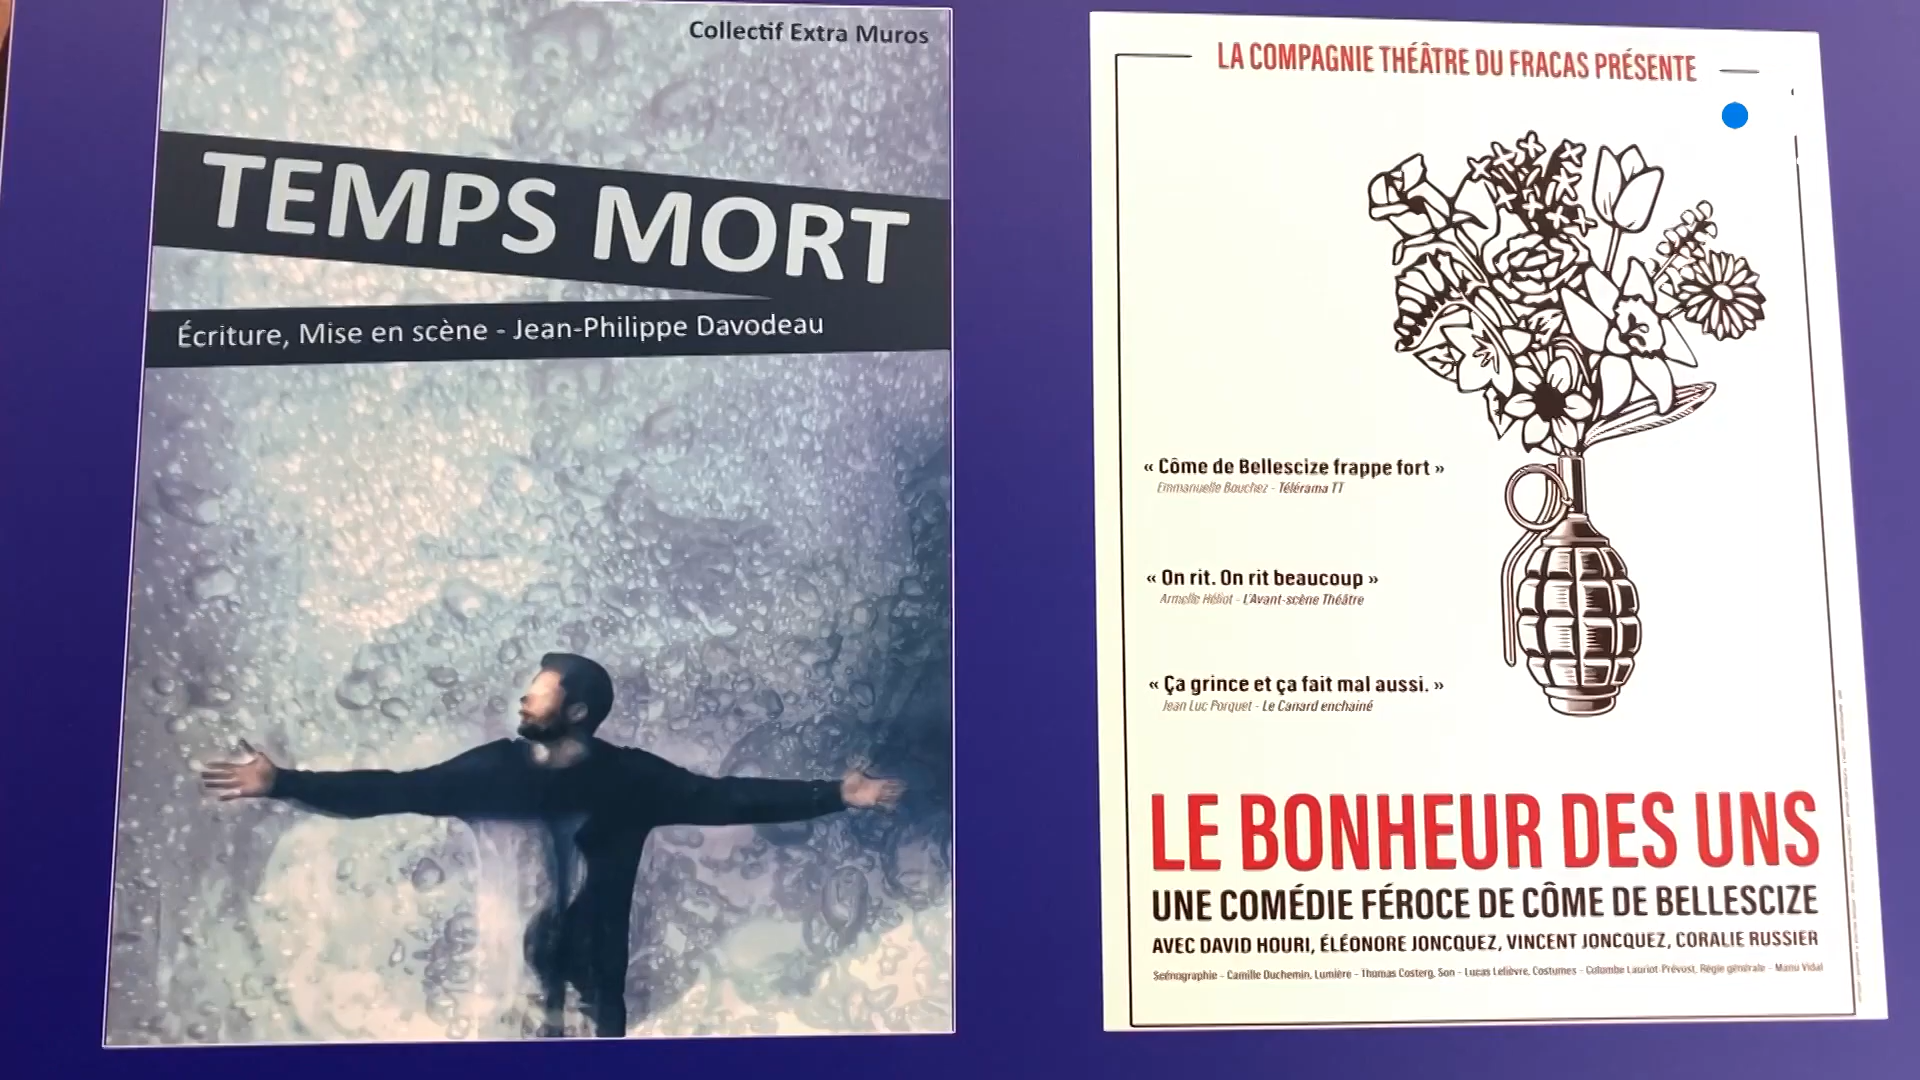 Collectif Extra Muros
TEMPS MORT
Écriture, Mise en scène - Jean-Philippe Davodeau
LA COMPAGNIE THÉÂTRE DU FRACAS PRÉSENTE
« Côme de Bellescize frappe fort »
Emmanuelle Bouchez - Télérama TT
« On rit. On rit beaucoup »
Armelle Héliot - L'Avant-scène Théâtre
« Ça grince et ça fait mal aussi. »
Jean Luc Porquet - Le Canard enchainé
LE BONHEUR DES UNS
UNE COMÉDIE FÉROCE DE CÔME DE BELLESCIZE
AVEC DAVID HOURI, ÉLÉONORE JONCQUEZ, VINCENT JONCQUEZ, CORALIE RUSSIER
Scénographie - Camille Duchemin, Lumière - Thomas Costerg, Son - Lucas Lelièvre, Costumes - Colombe Lauriot Prévost, Régie générale - Manu Vidal